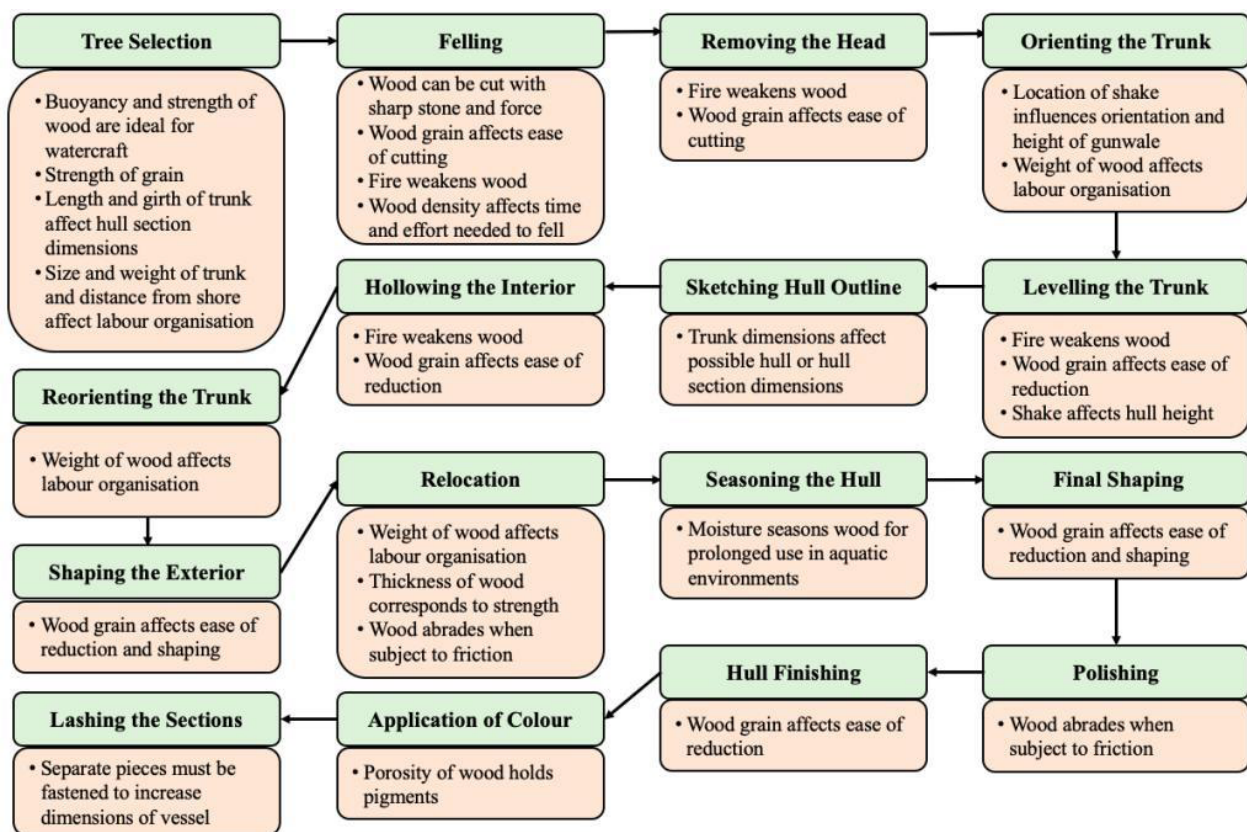 Tree Selection
• Buoyancy and strength of
wood are ideal for
watercraft
• Strength of grain
• Length and girth of trunk
affect hull section
dimensions
• Size and weight of trunk
and distance from shore
affect labour organisation
Felling
• Wood can be cut with
sharp stone and force
• Wood grain affects ease
of cutting
• Fire weakens wood
• Wood density affects time
and effort needed to fell
Removing the Head
• Fire weakens wood
• Wood grain affects ease of
cutting
Orienting the Trunk
• Location of shake
influences orientation and
height of gunwale
• Weight of wood affects
labour organisation
Levelling the Trunk
• Fire weakens wood
• Wood grain affects ease of
reduction
• Shake affects hull height
Sketching Hull Outline
• Trunk dimensions affect
possible hull or hull
section dimensions
Hollowing the Interior
• Fire weakens wood
• Wood grain affects ease of
reduction
Reorienting the Trunk
• Weight of wood affects
labour organisation
Shaping the Exterior
• Wood grain affects ease of
reduction and shaping
Relocation
• Weight of wood affects
labour organisation
• Thickness of wood
corresponds to strength
• Wood abrades when
subject to friction
Seasoning the Hull
• Moisture seasons wood for
prolonged use in aquatic
environments
Final Shaping
• Wood grain affects ease of
reduction and shaping
Polishing
• Wood abrades when
subject to friction
Hull Finishing
• Wood grain affects ease of
reduction
Application of Colour
• Porosity of wood holds
pigments
Lashing the Sections
• Separate pieces must be
fastened to increase
dimensions of vessel